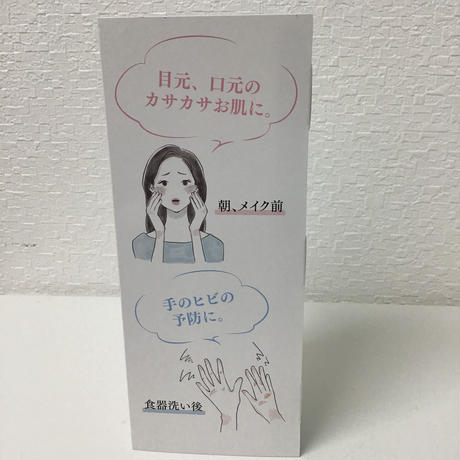 目元、口元の
カサカサお肌に。
朝、メイク前
手のヒビの
予防に。
食器洗い後